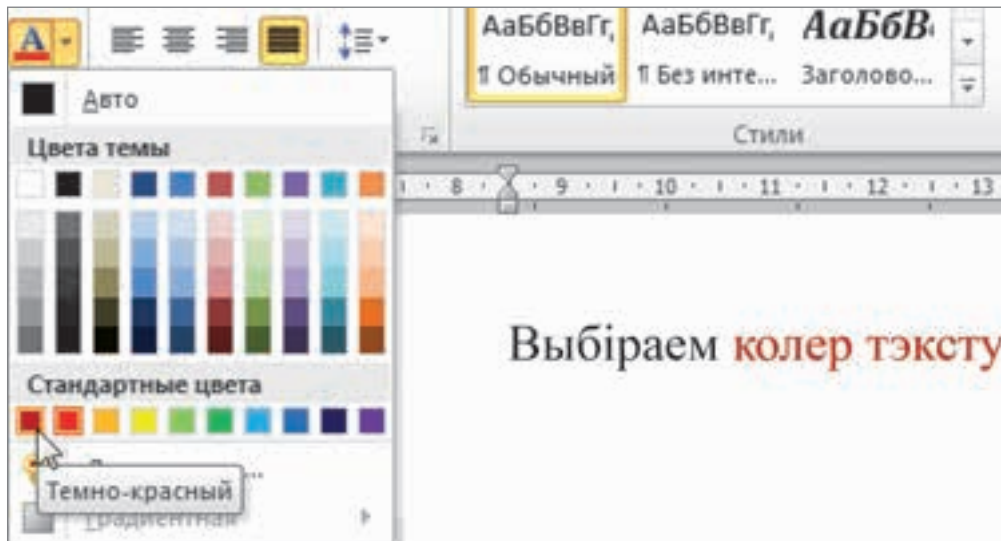 АаБбВвГг, АаБбВвГг, АаБбВ
¶ Обычный ¶ Без инте... Заголово...
Авто
Стили
Цвета темы
8 9 10 11 12 13
Выбіраем колер тэксту
Стандартные цвета
Темно-красный
Градиентная